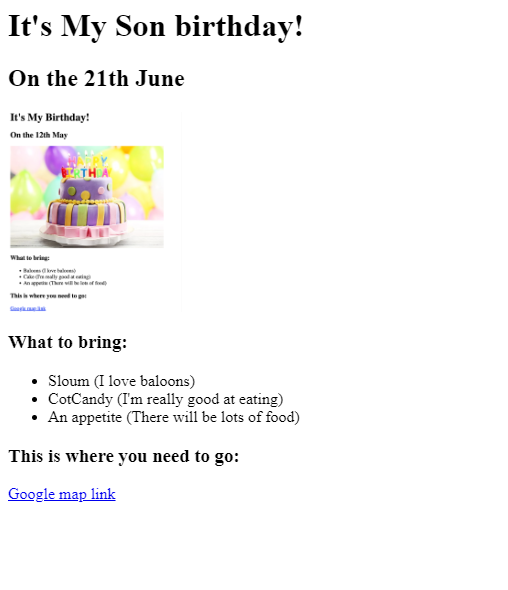 It's My Son birthday!
On the 21th June
It's My Birthday!
On the 12th May
HAPPY
BIRTHDAY
What to bring:
Baloons (I love baloons)
Cake (I'm really good at eating)
An appetite (There will be lots of food)
This is where you need to go:
Google map link
What to bring:
Sloum (I love baloons)
CotCandy (I'm really good at eating)
An appetite (There will be lots of food)
This is where you need to go:
Google map link